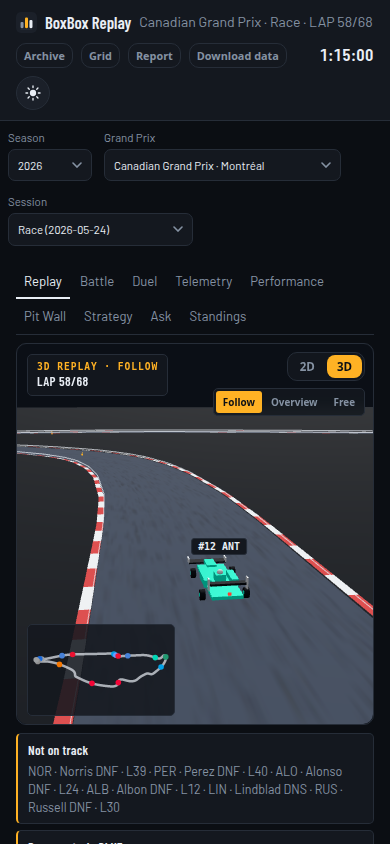 BoxBox Replay Canadian Grand Prix · Race · LAP 58/68
Archive Grid Report Download data 1:15:00
Season Grand Prix
2026 Canadian Grand Prix · Montréal
Session
Race (2026-05-24)
Replay Battle Duel Telemetry Performance
Pit Wall Strategy Ask Standings
3D REPLAY · FOLLOW
LAP 58/68
2D 3D
Follow Overview Free
#12 ANT
Not on track
NOR · Norris DNF · L39 · PER · Perez DNF · L40 · ALO · Alonso
DNF · L24 · ALB · Albon DNF · L12 · LIN · Lindblad DNS · RUS ·
Russell DNF · L30